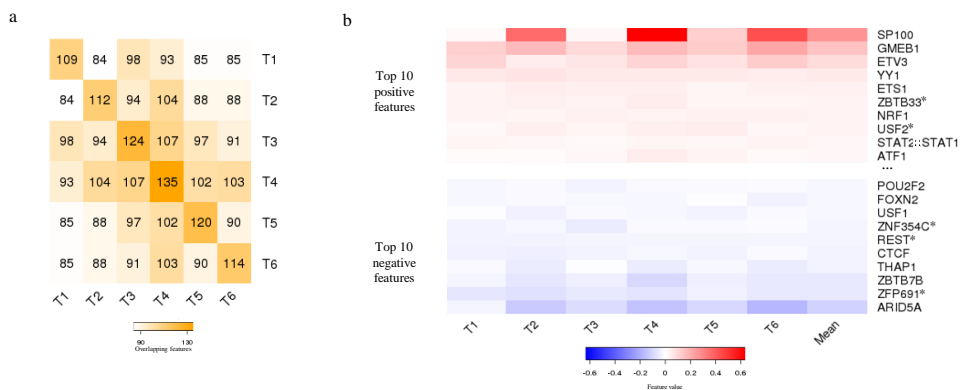 a
109 84 98 93 85 85 T1
84 112 94 104 88 88 T2
98 94 124 107 97 91 T3
93 104 107 135 102 103 T4
85 88 97 102 120 90 T5
85 88 91 103 90 114 T6
T1 T2 T3 T4 T5 T6
90 130
Overlapping features
b
Top 10
positive
features
SP100
GMEB1
ETV3
YY1
ETS1
ZBTB33*
NRF1
USF2*
STAT2::STAT1
ATF1
...
Top 10
negative
features
POU2F2
FOXN2
USF1
ZNF354C*
REST*
CTCF
THAP1
ZBTB7B
ZFP691*
ARID5A
T1 T2 T3 T4 T5 T6 Mean
-0.6 -0.4 -0.2 0 0.2 0.4 0.6
Feature value